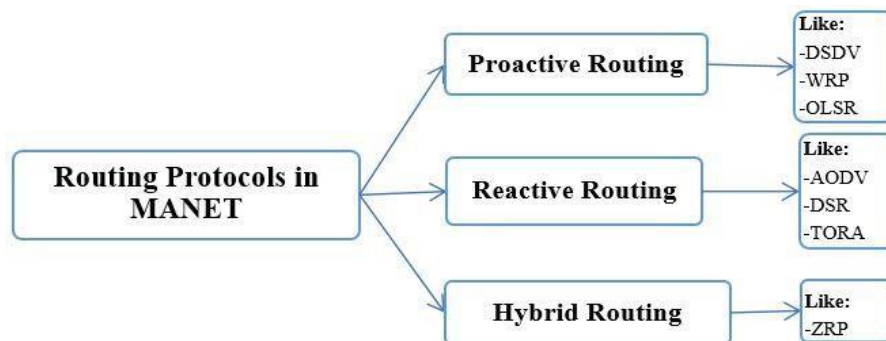 Routing Protocols in
MANET
Proactive Routing
Like:
-DSDV
-WRP
-OLSR
Reactive Routing
Like:
-AODV
-DSR
-TORA
Hybrid Routing
Like:
-ZRP